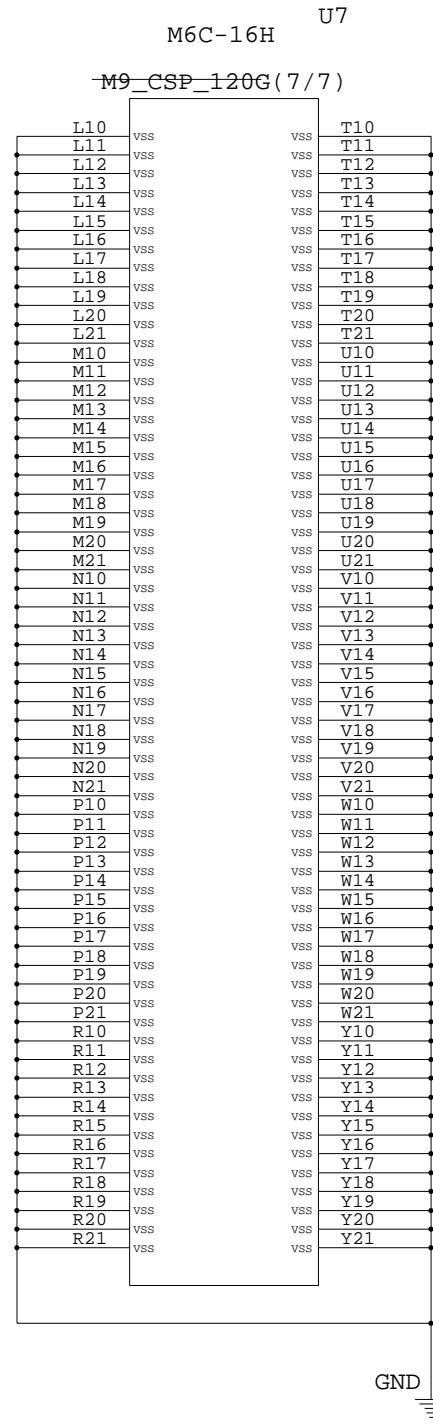 U7
M6C-16H
M9_CSP_120G(7/7)
L10 VSS VSS T10
L11 VSS VSS T11
L12 VSS VSS T12
L13 VSS VSS T13
L14 VSS VSS T14
L15 VSS VSS T15
L16 VSS VSS T16
L17 VSS VSS T17
L18 VSS VSS T18
L19 VSS VSS T19
L20 VSS VSS T20
L21 VSS VSS T21
M10 VSS VSS U10
M11 VSS VSS U11
M12 VSS VSS U12
M13 VSS VSS U13
M14 VSS VSS U14
M15 VSS VSS U15
M16 VSS VSS U16
M17 VSS VSS U17
M18 VSS VSS U18
M19 VSS VSS U19
M20 VSS VSS U20
M21 VSS VSS U21
N10 VSS VSS V10
N11 VSS VSS V11
N12 VSS VSS V12
N13 VSS VSS V13
N14 VSS VSS V14
N15 VSS VSS V15
N16 VSS VSS V16
N17 VSS VSS V17
N18 VSS VSS V18
N19 VSS VSS V19
N20 VSS VSS V20
N21 VSS VSS V21
P10 VSS VSS W10
P11 VSS VSS W11
P12 VSS VSS W12
P13 VSS VSS W13
P14 VSS VSS W14
P15 VSS VSS W15
P16 VSS VSS W16
P17 VSS VSS W17
P18 VSS VSS W18
P19 VSS VSS W19
P20 VSS VSS W20
P21 VSS VSS W21
R10 VSS VSS Y10
R11 VSS VSS Y11
R12 VSS VSS Y12
R13 VSS VSS Y13
R14 VSS VSS Y14
R15 VSS VSS Y15
R16 VSS VSS Y16
R17 VSS VSS Y17
R18 VSS VSS Y18
R19 VSS VSS Y19
R20 VSS VSS Y20
R21 VSS VSS Y21
GND